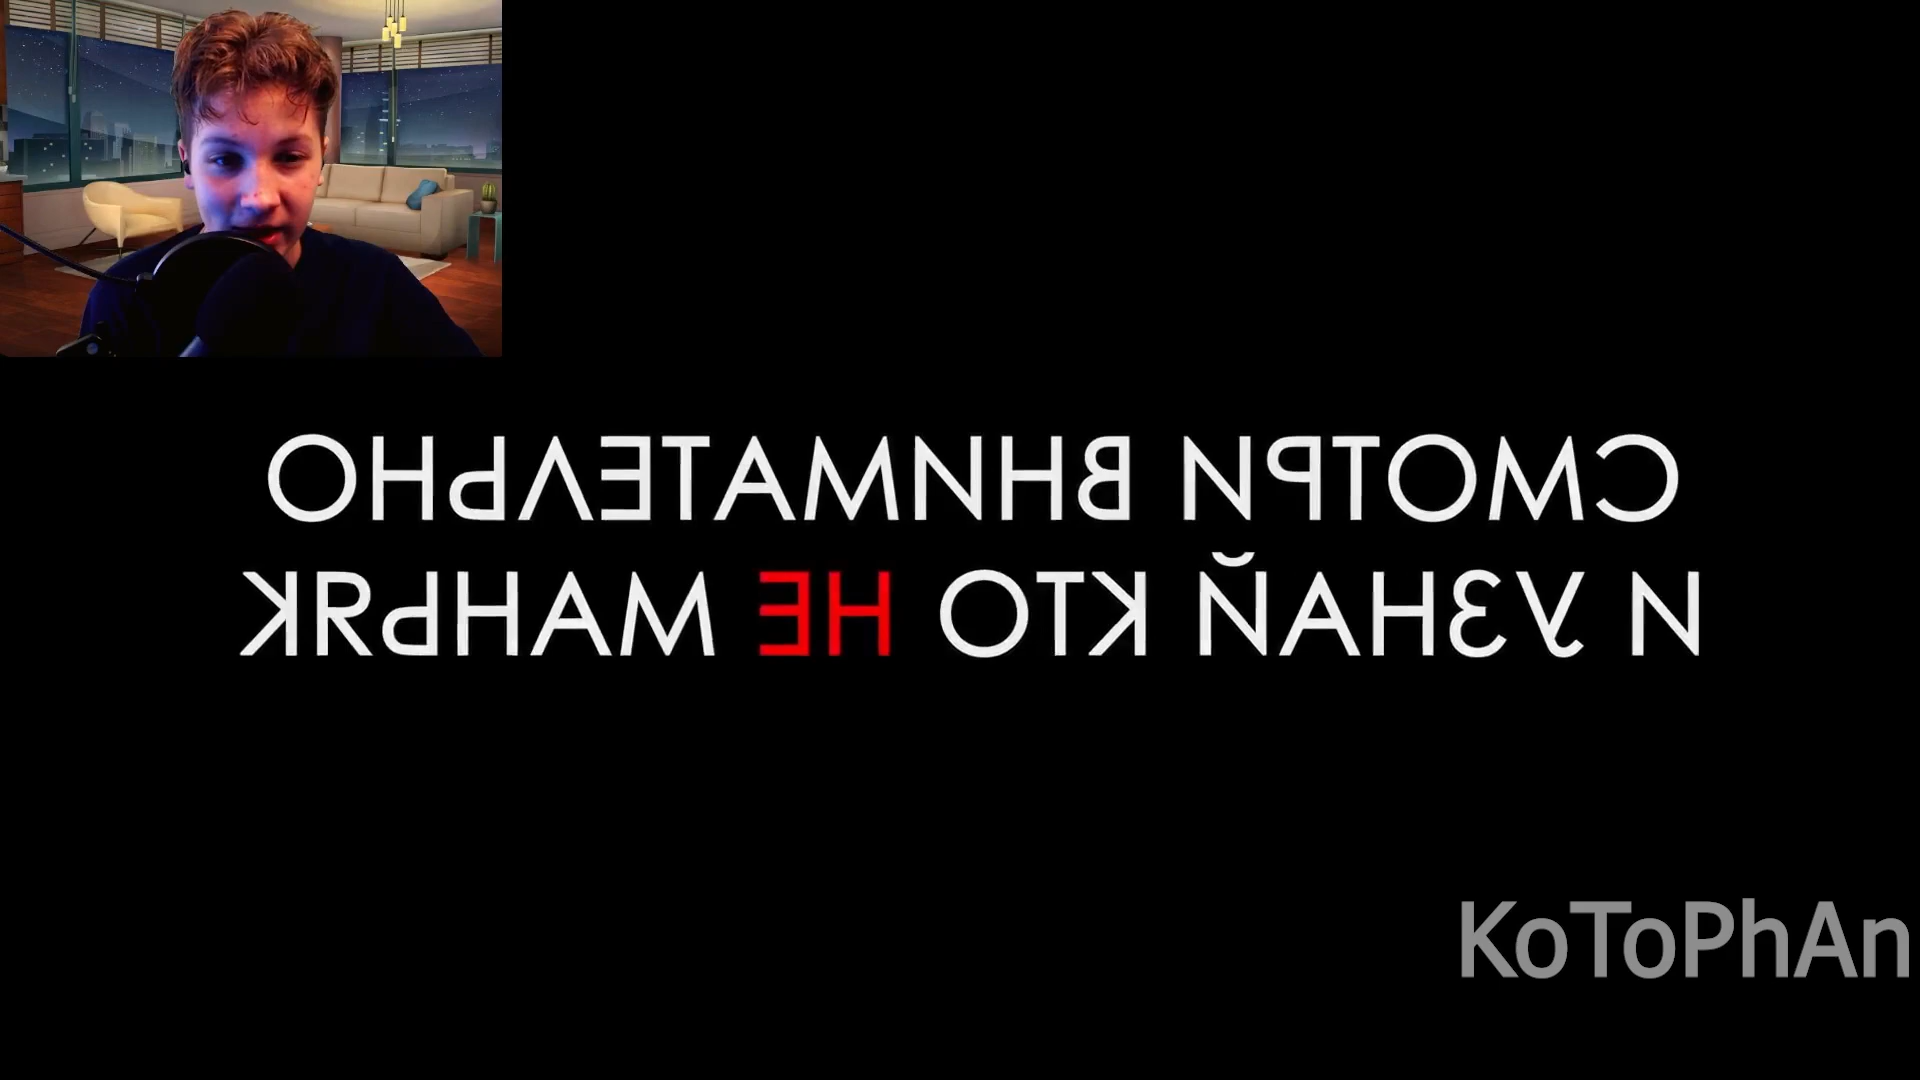 СМОТРИ ВНИМАТЕЛЬНО
И УЗНАЙ КТО НЕ МАНЬЯК
KoToPhAn